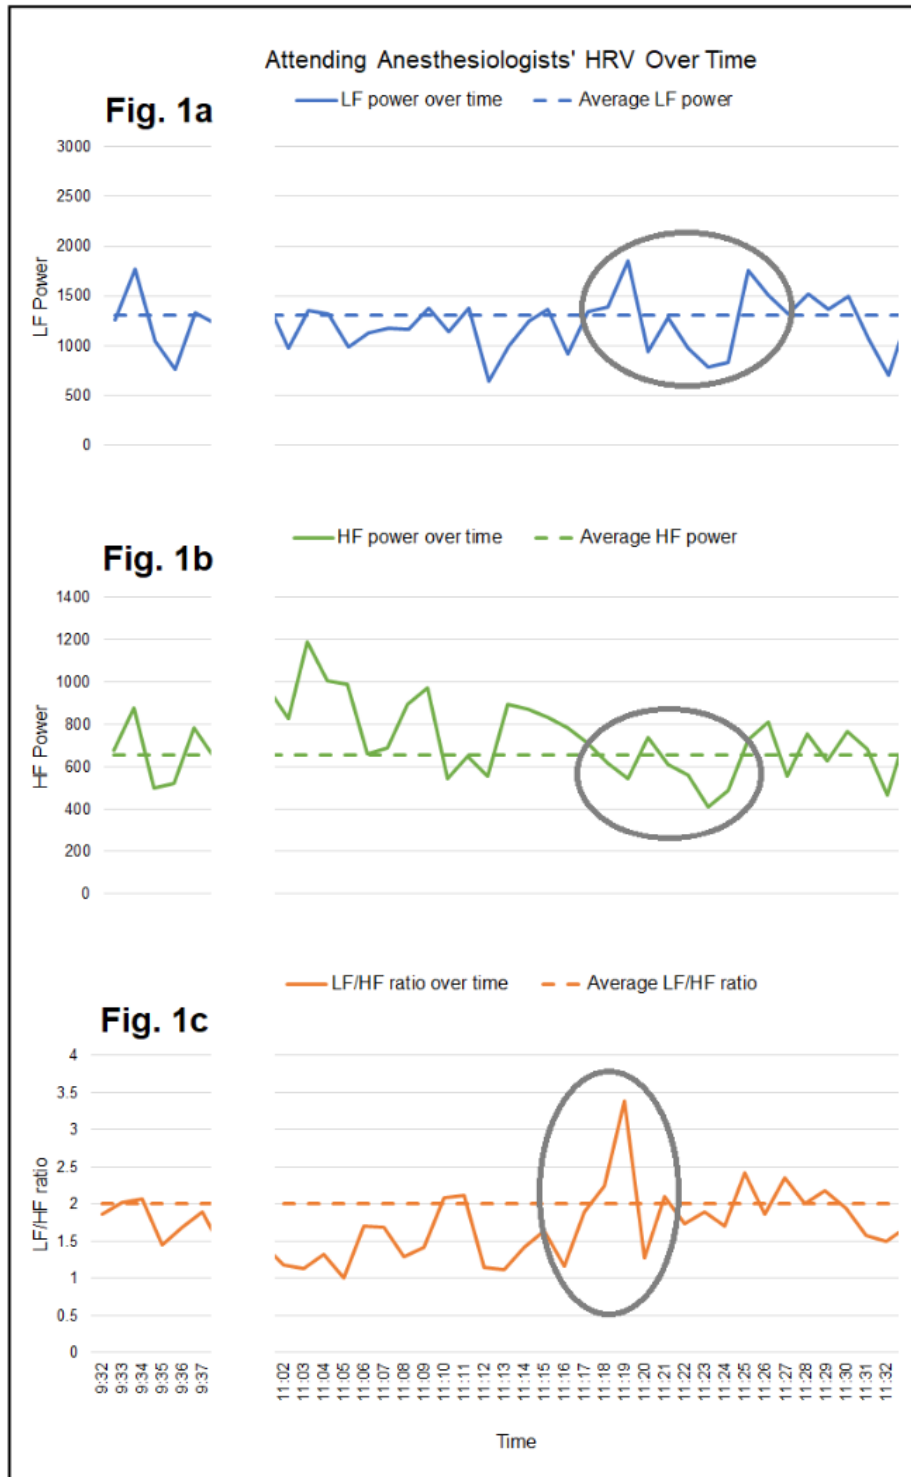 Attending Anesthesiologists' HRV Over Time
LF power over time Average LF power
Fig. 1a
3000
2500
2000
1500
1000
500
0
LF Power
HF power over time Average HF power
Fig. 1b
1400
1200
1000
800
600
400
200
0
HF Power
LF/HF ratio over time Average LF/HF ratio
Fig. 1c
4
3.5
3
2.5
2
1.5
1
0.5
0
LF/HF ratio
9:32 9:33 9:34 9:35 9:36 9:37 11:02 11:03 11:04 11:05 11:06 11:07 11:08 11:09 11:10 11:11 11:12 11:13 11:14 11:15 11:16 11:17 11:18 11:19 11:20 11:21 11:22 11:23 11:24 11:25 11:26 11:27 11:28 11:29 11:30 11:31 11:32
Time